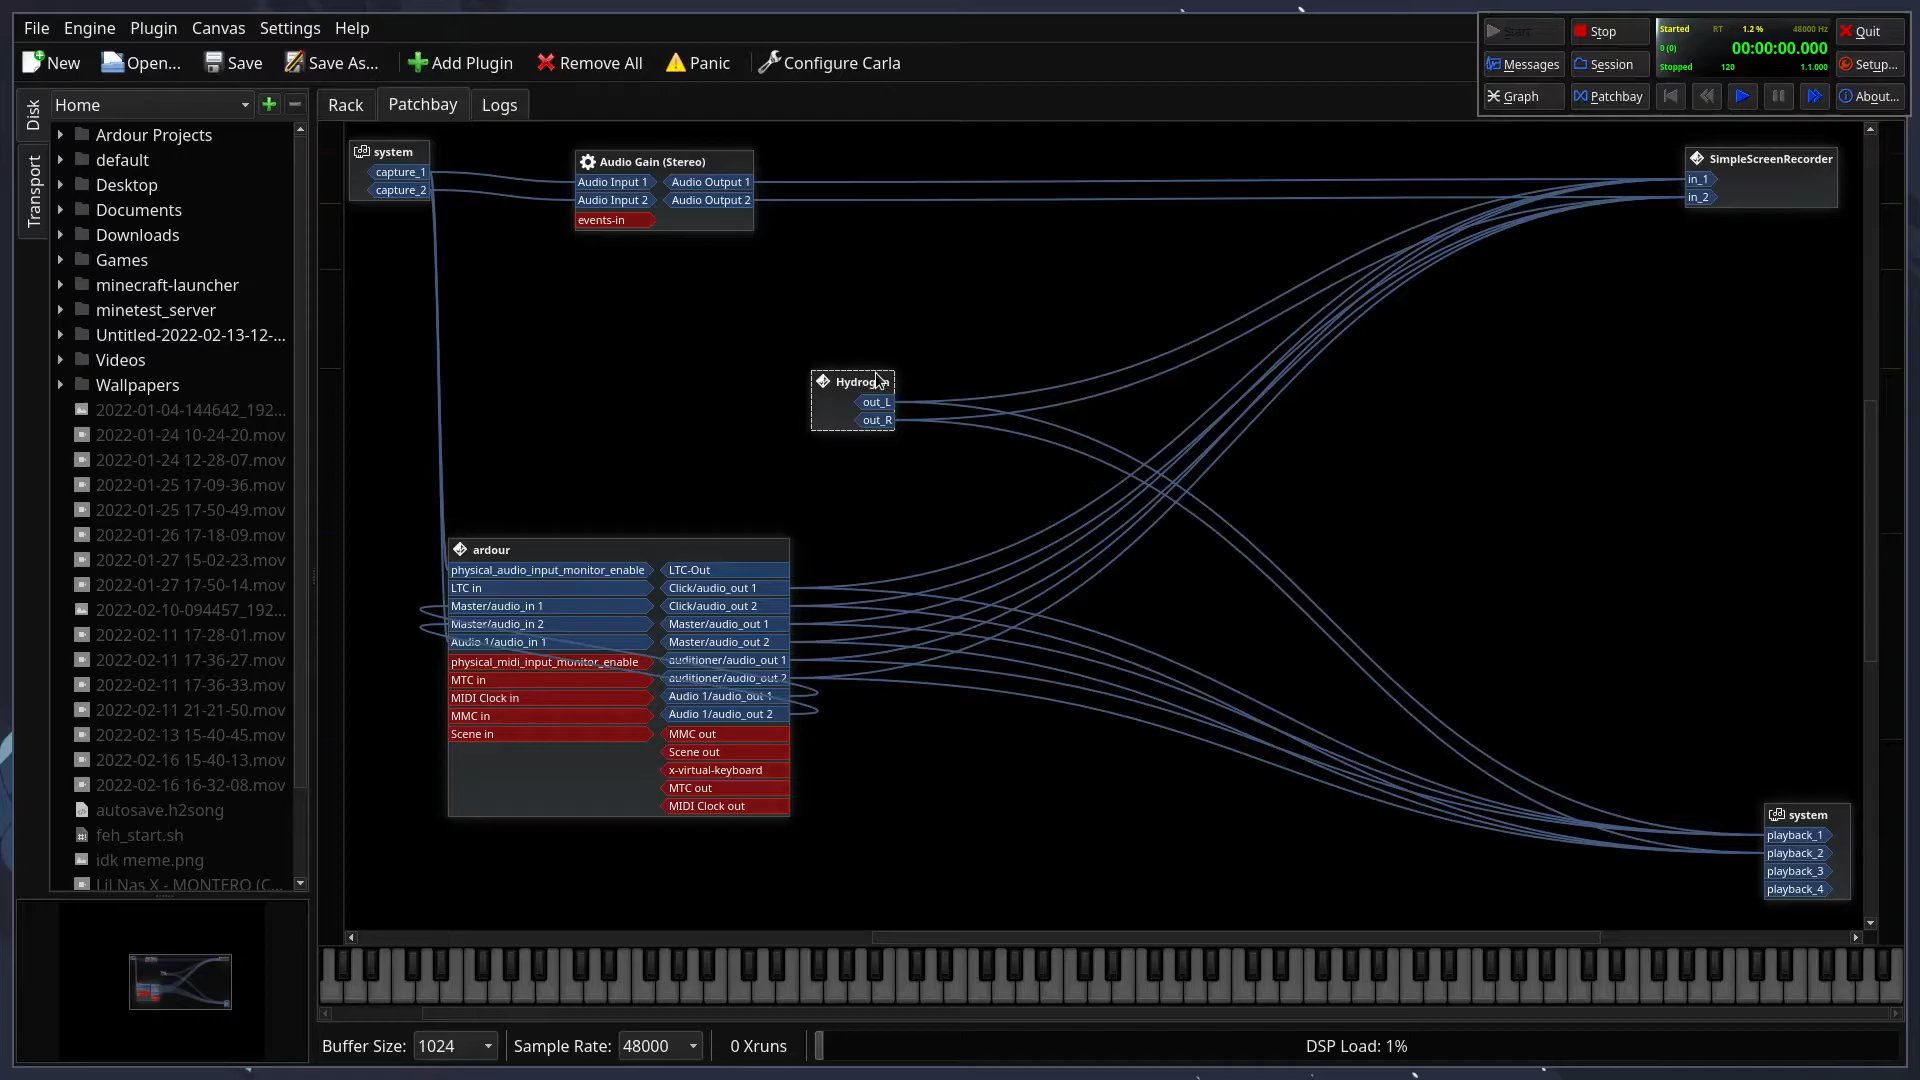 File Engine Plugin Canvas Settings Help
New Open... Save Save As... Add Plugin Remove All Panic Configure Carla
Start Stop Started RT 1.2 % 48000 Hz Quit
0 (0) 00:00:00.000
Messages Session Stopped 120 1.1.000 Setup...
Graph Patchbay About...
Disk
Transport
Home
Ardour Projects
default
Desktop
Documents
Downloads
Games
minecraft-launcher
minetest_server
Untitled-2022-02-13-12-...
Videos
Wallpapers
2022-01-04-144642_192...
2022-01-24 10-24-20.mov
2022-01-24 12-28-07.mov
2022-01-25 17-09-36.mov
2022-01-25 17-50-49.mov
2022-01-26 17-18-09.mov
2022-01-27 15-02-23.mov
2022-01-27 17-50-14.mov
2022-02-10-094457_192...
2022-02-11 17-28-01.mov
2022-02-11 17-36-27.mov
2022-02-11 17-36-33.mov
2022-02-11 21-21-50.mov
2022-02-13 15-40-45.mov
2022-02-16 15-40-13.mov
2022-02-16 16-32-08.mov
autosave.h2song
feh_start.sh
idk meme.png
Lil Nas X - MONTERO (C...
Rack Patchbay Logs
system
capture_1
capture_2
Audio Gain (Stereo)
Audio Input 1 Audio Output 1
Audio Input 2 Audio Output 2
events-in
SimpleScreenRecorder
in_1
in_2
out_L
out_R
ardour
physical_audio_input_monitor_enable LTC-Out
LTC in Click/audio_out 1
Master/audio_in 1 Click/audio_out 2
Master/audio_in 2 Master/audio_out 1
Audio 1/audio_in 1 Master/audio_out 2
physical_midi_input_monitor_enable auditioner/audio_out 1
MTC in auditioner/audio_out 2
MIDI Clock in Audio 1/audio_out 1
MMC in Audio 1/audio_out 2
Scene in MMC out
Scene out
x-virtual-keyboard
MTC out
MIDI Clock out
system
playback_1
playback_2
playback_3
playback_4
Buffer Size: 1024 Sample Rate: 48000 0 Xruns DSP Load: 1%